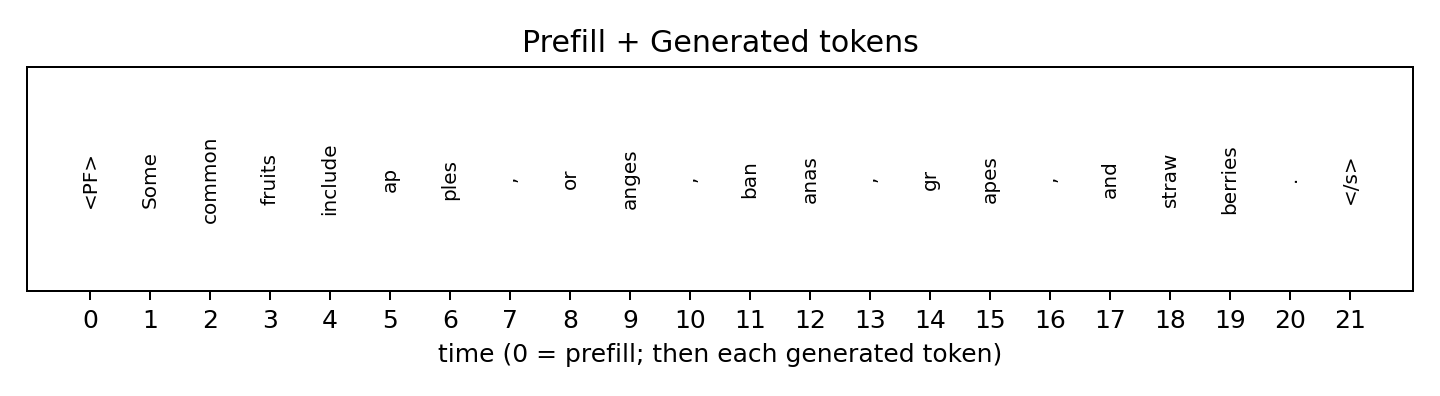 Prefill + Generated tokens
<PF> Some common fruits include ap ples , or anges , ban anas , gr apes , and straw berries . </s>
0 1 2 3 4 5 6 7 8 9 10 11 12 13 14 15 16 17 18 19 20 21
time (0 = prefill; then each generated token)